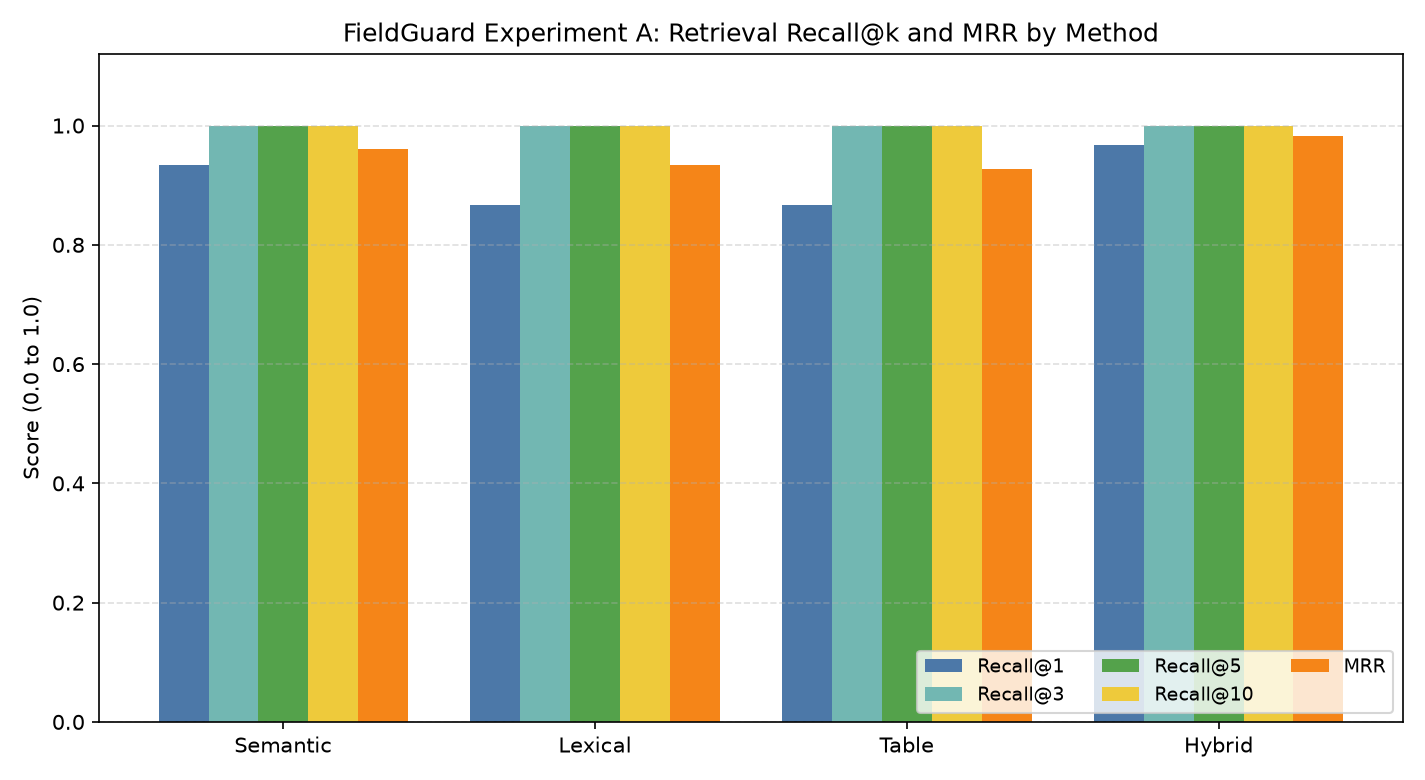 FieldGuard Experiment A: Retrieval Recall@k and MRR by Method
Score (0.0 to 1.0)
1.0
0.8
0.6
0.4
0.2
0.0
Recall@1 Recall@5 MRR
Recall@3 Recall@10
Semantic Lexical Table Hybrid